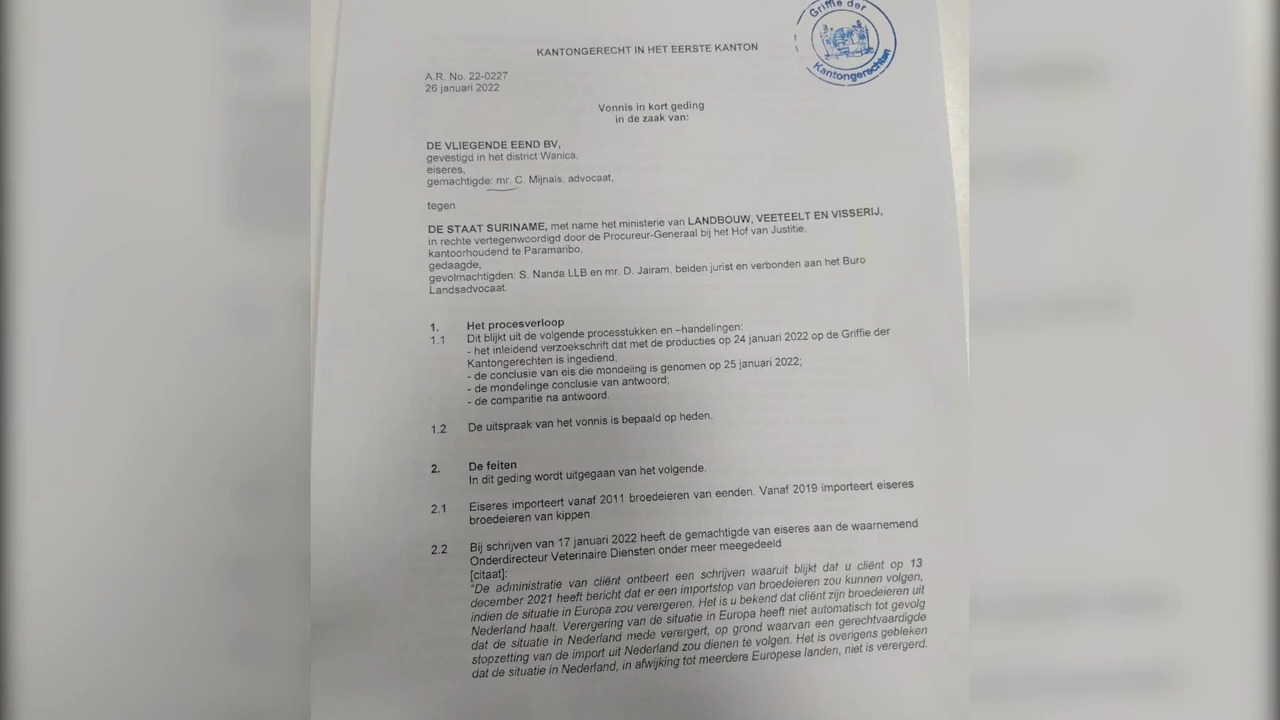 Griffie der
Kantongerechten
KANTONGERECHT IN HET EERSTE KANTON
A.R. No. 22-0227
26 januari 2022
Vonnis in kort geding
in de zaak van:
DE VLIEGENDE EEND BV,
gevestigd in het district Wanica,
eiseres,
gemachtigde: mr. C. Mijnals, advocaat,
tegen
DE STAAT SURINAME, met name het ministerie van LANDBOUW, VEETEELT EN VISSERIJ,
in rechte vertegenwoordigd door de Procureur-Generaal bij het Hof van Justitie,
kantoorhoudend te Paramaribo,
gedaagde,
gevolmachtigden: S. Nanda LLB en mr. D. Jairam, beiden jurist en verbonden aan het Buro
Landsadvocaat.
1. Het procesverloop
1.1 Dit blijkt uit de volgende processtukken en –handelingen:
- het inleidend verzoekschrift dat met de producties op 24 januari 2022 op de Griffie der
Kantongerechten is ingediend;
- de conclusie van eis die mondeling is genomen op 25 januari 2022;
- de mondelinge conclusie van antwoord;
- de comparitie na antwoord.
1.2 De uitspraak van het vonnis is bepaald op heden.
2. De feiten
In dit geding wordt uitgegaan van het volgende.
2.1 Eiseres importeert vanaf 2011 broedeieren van eenden. Vanaf 2019 importeert eiseres
broedeieren van kippen.
2.2 Bij schrijven van 17 januari 2022 heeft de gemachtigde van eiseres aan de waarnemend
Onderdirecteur Veterinaire Diensten onder meer meegedeeld
[citaat]:
"De administratie van cliënt ontbeert een schrijven waaruit blijkt dat u cliënt op 13
december 2021 heeft bericht dat er een importstop van broedeieren zou kunnen volgen,
indien de situatie in Europa zou verergeren. Het is u bekend dat cliënt zijn broedeieren uit
Nederland haalt. Verergering van de situatie in Europa heeft niet automatisch tot gevolg
dat de situatie in Nederland mede verergert, op grond waarvan een gerechtvaardigde
stopzetting van de import uit Nederland zou dienen te volgen. Het is overigens gebleken
dat de situatie in Nederland, in afwijking tot meerdere Europese landen, niet is verergerd.